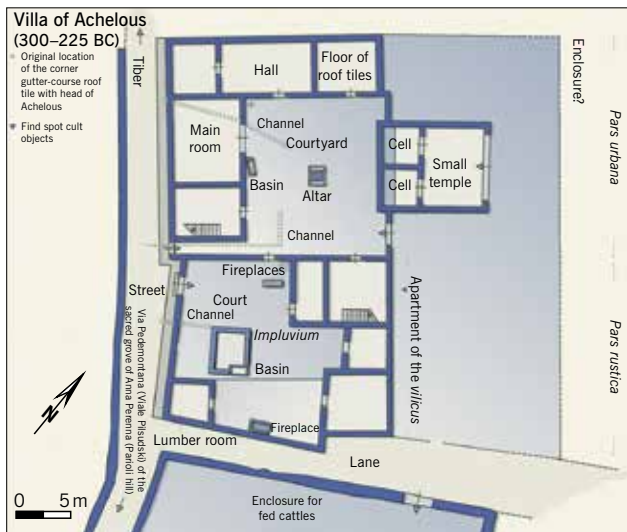 Villa of Achelous
(300–225 BC)
Original location
of the corner
gutter-course roof
tile with head of
Achelous
Find spot cult
objects
Tiber
Hall
Floor of
roof tiles
Enclosure?
Pars urbana
Main
room
Channel
Courtyard
Cell
Small
temple
Basin
Altar
Cell
Channel
Fireplaces
Street
Court
Channel
Impluvium
Basin
Apartment of the vilicus
Pars rustica
Via Pedemontana (Viale Pilsudski) of the
sacred grove of Anna Perenna (Parioli hill)
N
Fireplace
Lumber room
Lane
0 5 m
Enclosure for
fed cattles